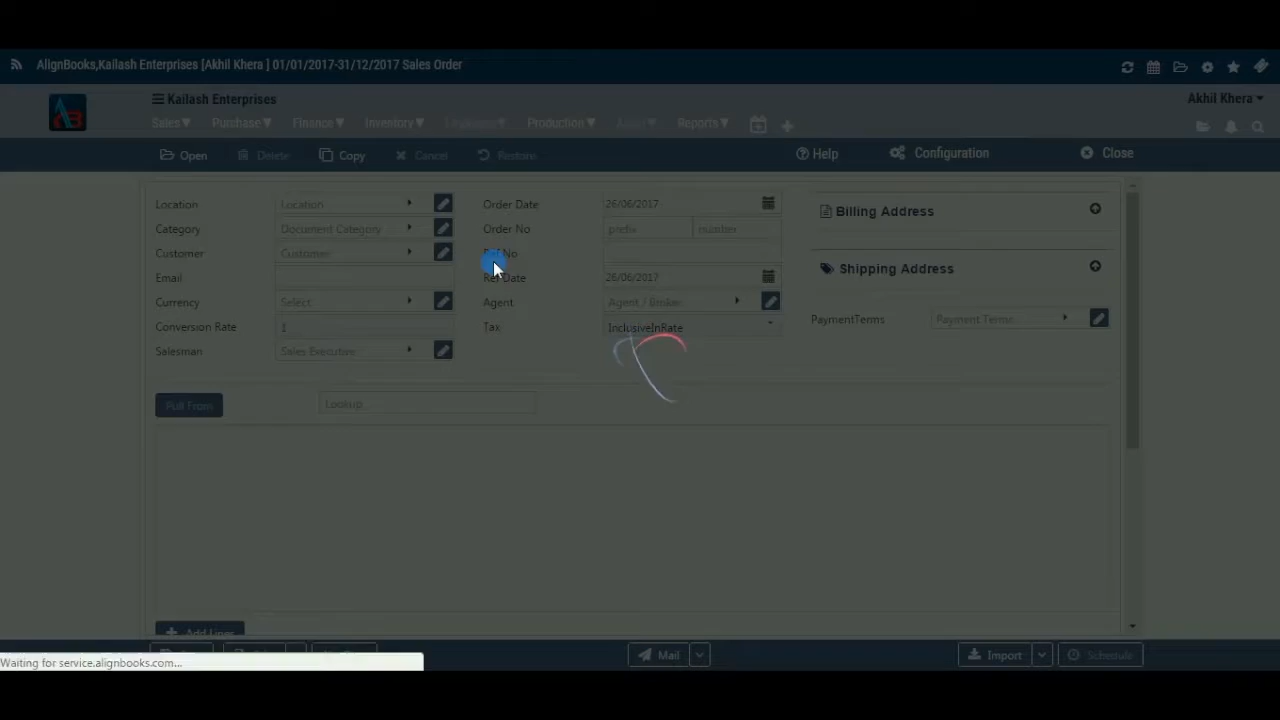 AlignBooks,Kailash Enterprises [Akhil Khera ] 01/01/2017-31/12/2017 Sales Order
Kailash Enterprises
Akhil Khera
Sales Purchase Finance Inventory Production Reports
Open Delete Copy Cancel Restore Help Configuration Close
Location Location Order Date 26/06/2017 Billing Address
Category Document Category Order No prefix number
Customer Customer Ref No
Shipping Address
Email Ref Date 26/06/2017
Currency Select Agent Agent / Broker
PaymentTerms Payment Terms
Conversion Rate 1 Tax InclusiveInRate
Salesman Sales Executive
Pull From Lookup
Add Lines
Mail Import Schedule
Waiting for service.alignbooks.com...